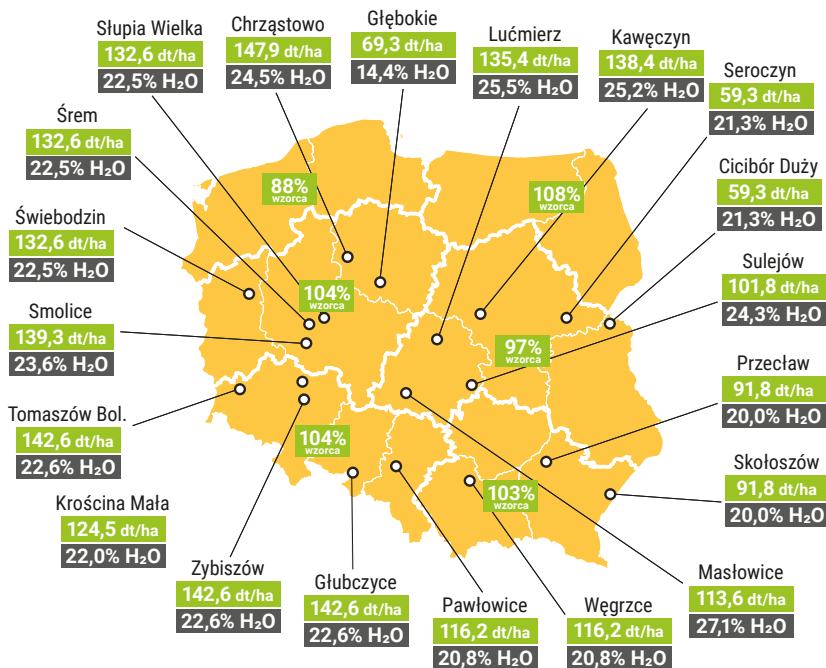 Słupia Wielka
132,6 dt/ha
22,5% H₂O
Chrząstowo
147,9 dt/ha
24,5% H₂O
Głębokie
69,3 dt/ha
14,4% H₂O
Lućmierz
135,4 dt/ha
25,5% H₂O
Kawęczyn
138,4 dt/ha
25,2% H₂O
Seroczyn
59,3 dt/ha
21,3% H₂O
Śrem
132,6 dt/ha
22,5% H₂O
Cicibór Duży
59,3 dt/ha
21,3% H₂O
88%
wzorca
108%
wzorca
Świebodzin
132,6 dt/ha
22,5% H₂O
Sulejów
101,8 dt/ha
24,3% H₂O
104%
wzorca
Smolice
139,3 dt/ha
23,6% H₂O
97%
wzorca
Przecław
91,8 dt/ha
20,0% H₂O
Tomaszów Bol.
142,6 dt/ha
22,6% H₂O
104%
wzorca
Skołoszów
91,8 dt/ha
20,0% H₂O
103%
wzorca
Krościna Mała
124,5 dt/ha
22,0% H₂O
Zybiszów
142,6 dt/ha
22,6% H₂O
Głubczyce
142,6 dt/ha
22,6% H₂O
Pawłowice
116,2 dt/ha
20,8% H₂O
Węgrzce
116,2 dt/ha
20,8% H₂O
Masłowice
113,6 dt/ha
27,1% H₂O